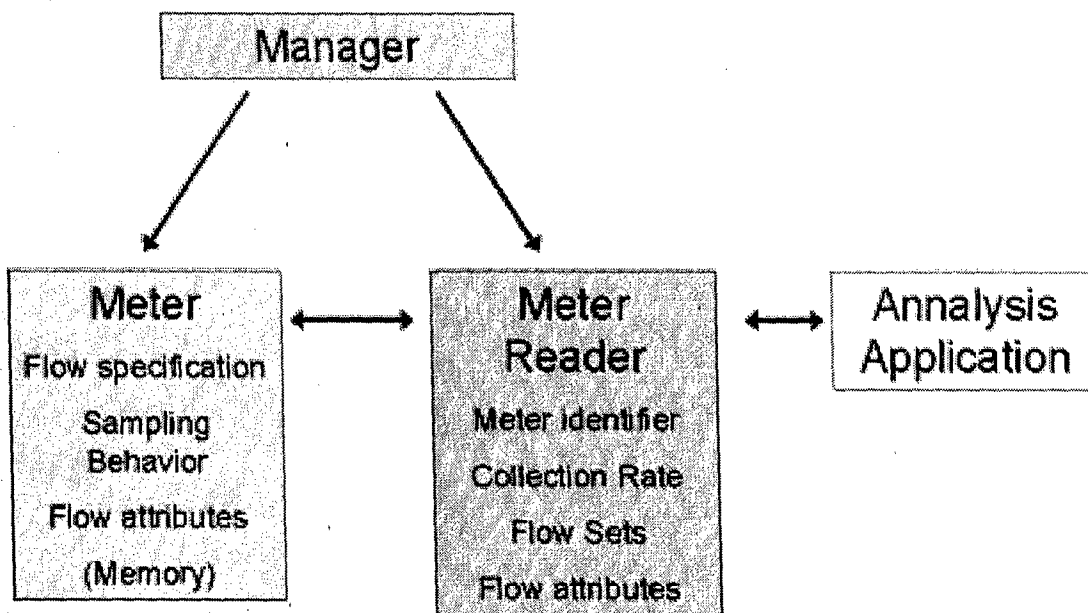 Manager
Meter
Flow specification
Sampling
Behavior
Flow attributes
(Memory)
Meter
Reader
Meter identifier
Collection Rate
Flow Sets
Flow attributes
Annalysis
Application